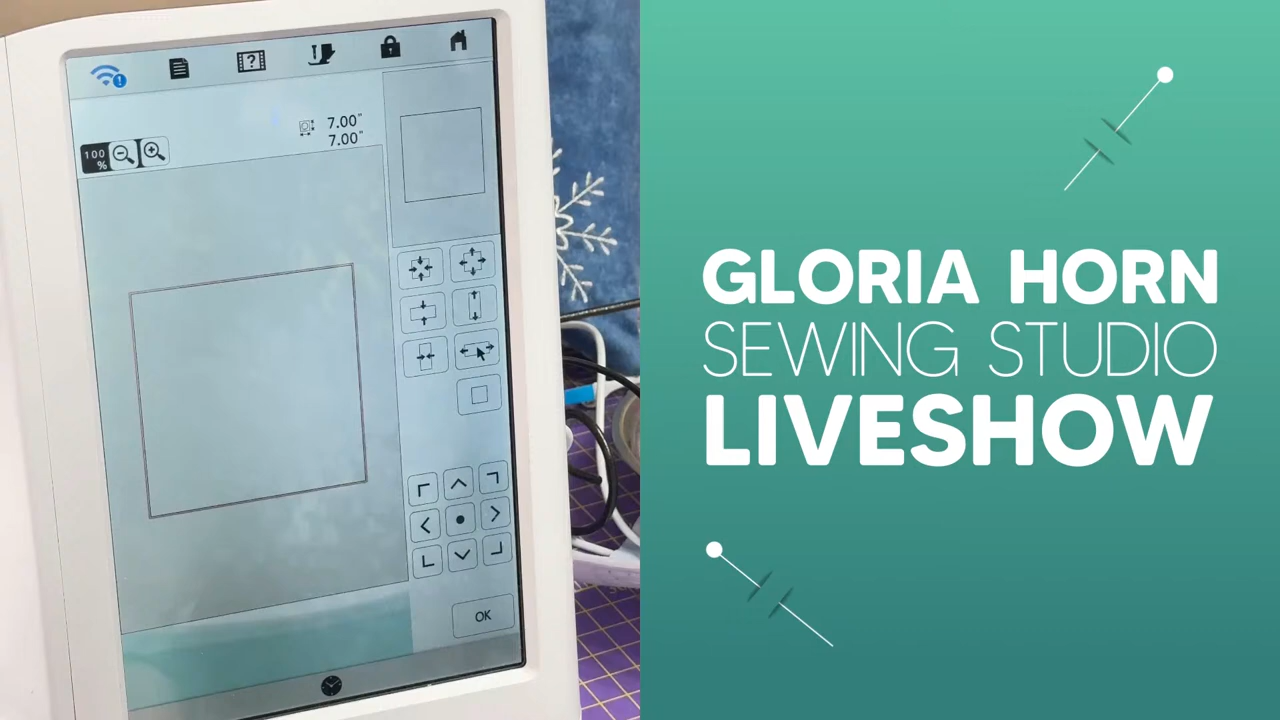 7.00"
7.00"
100
%
OK
GLORIA HORN
SEWING STUDIO
LIVESHOW